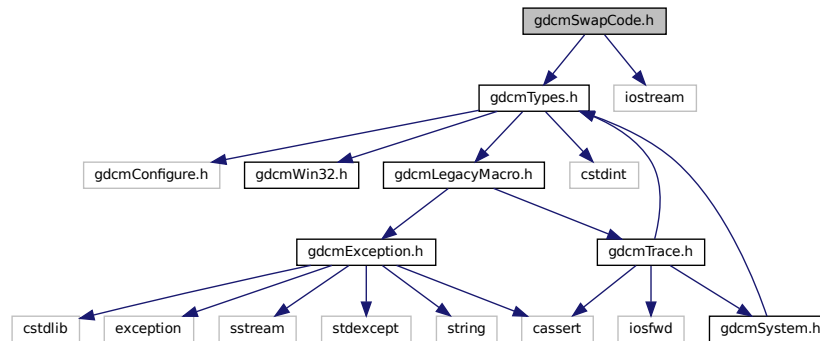 gdcmSwapCode.h
gdcmTypes.h
iostream
gdcmConfigure.h
gdcmWin32.h
gdcmLegacyMacro.h
cstdint
gdcmException.h
gdcmTrace.h
cstdlib
exception
sstream
stdexcept
string
cassert
iosfwd
gdcmSystem.h